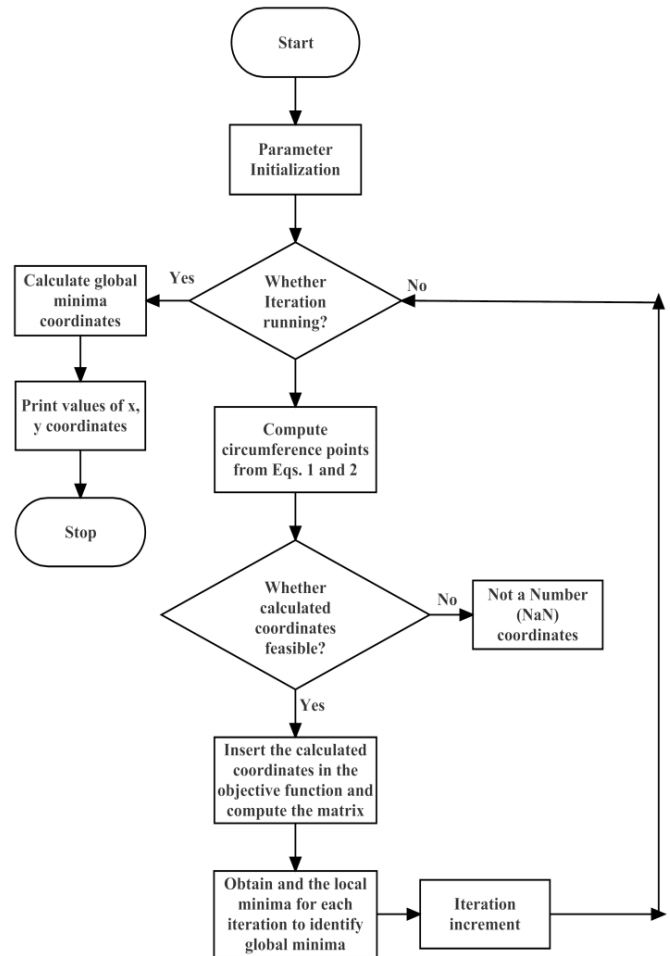 Start
Parameter
Initialization
Whether
Iteration
running?
Yes
No
Calculate global
minima
coordinates
Print values of x,
y coordinates
Stop
Compute
circumference points
from Eqs. 1 and 2
Whether
calculated
coordinates
feasible?
No
Not a Number
(NaN)
coordinates
Yes
Insert the calculated
coordinates in the
objective function and
compute the matrix
Obtain and the local
minima for each
iteration to identify
global minima
Iteration
increment